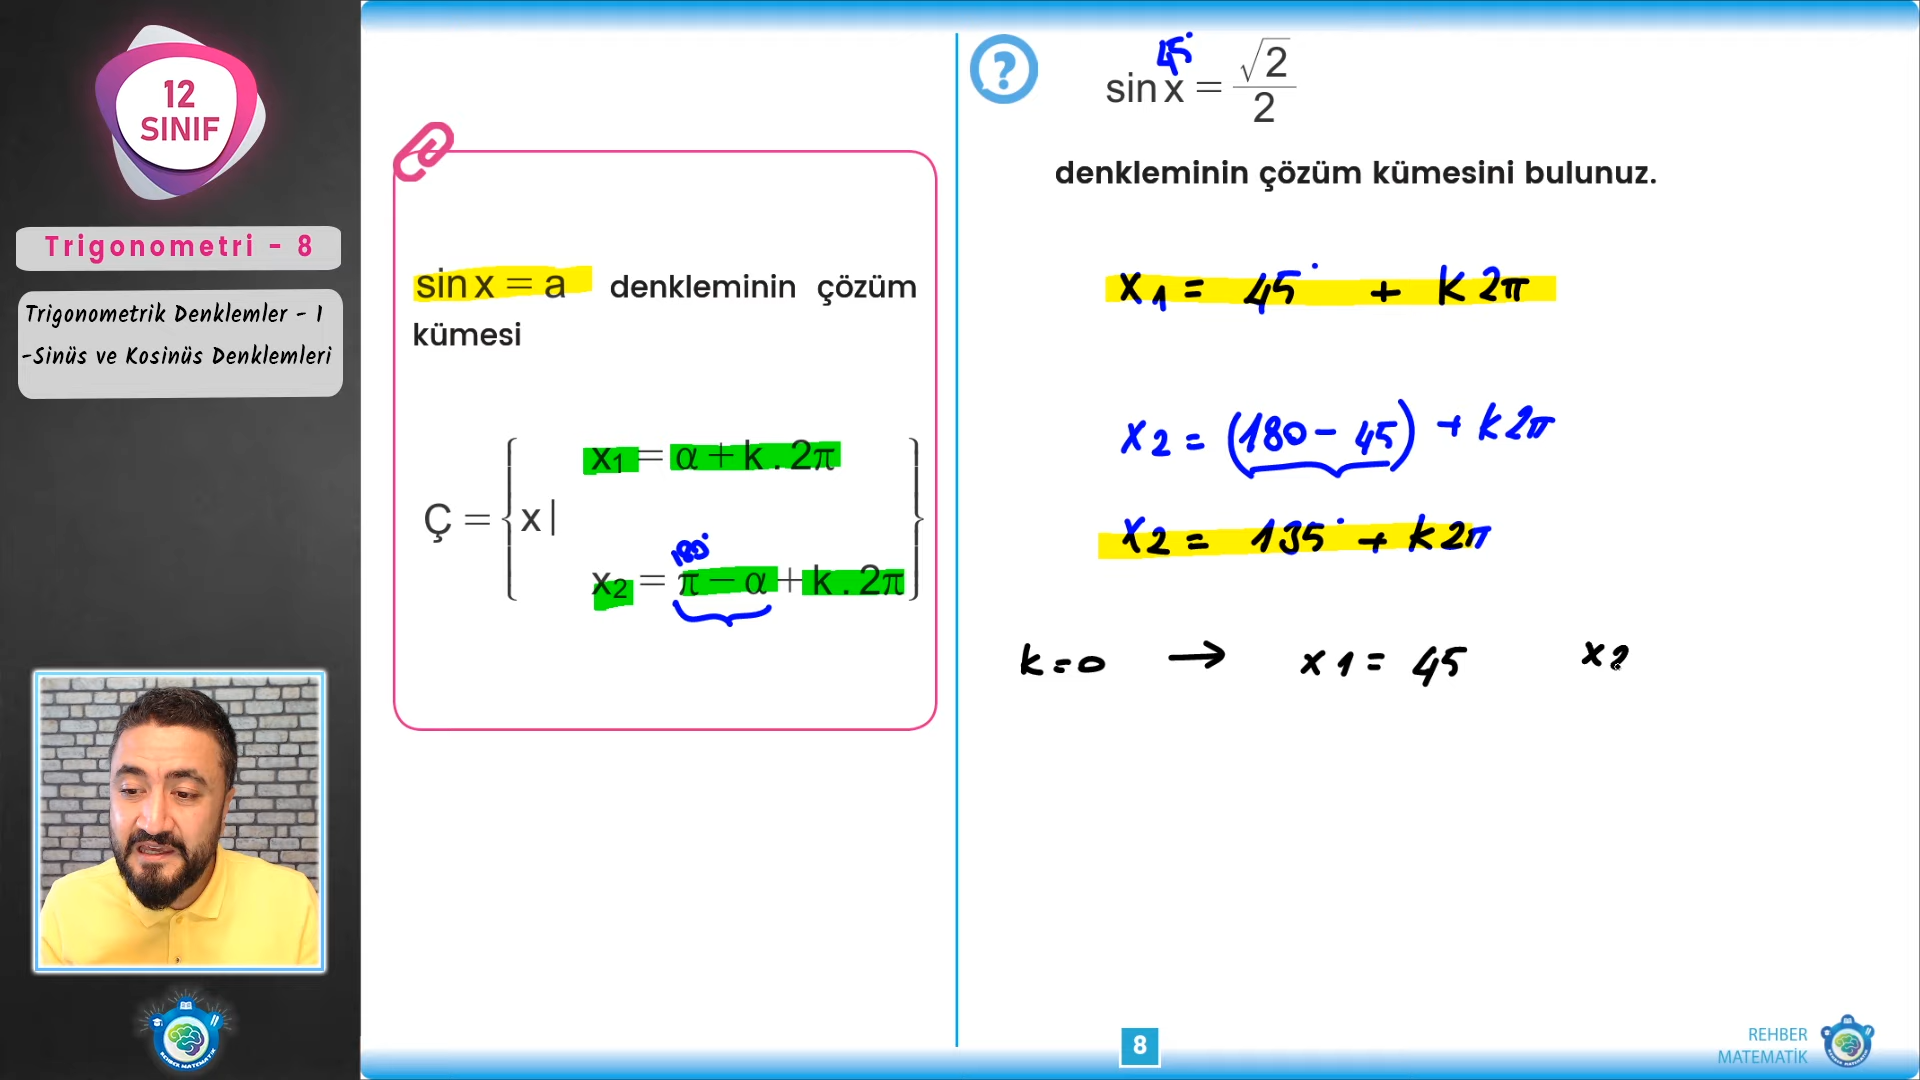 12
SINIF
Trigonometri - 8
Trigonometrik Denklemler - 1
-Sinüs ve Kosinüs Denklemleri
REHBER MATEMATİK
sin x = a denkleminin çözüm
kümesi
x₁ = α + k . 2π
Ç = { x |
180°
x₂ = π − α + k . 2π }
?
45°
sin x = √2/2
denkleminin çözüm kümesini bulunuz.
x1 = 45° + k 2π
x2 = (180 - 45) + k 2π
x2 = 135° + k 2π
k = 0 → x1 = 45 x2
8
REHBER
MATEMATİK